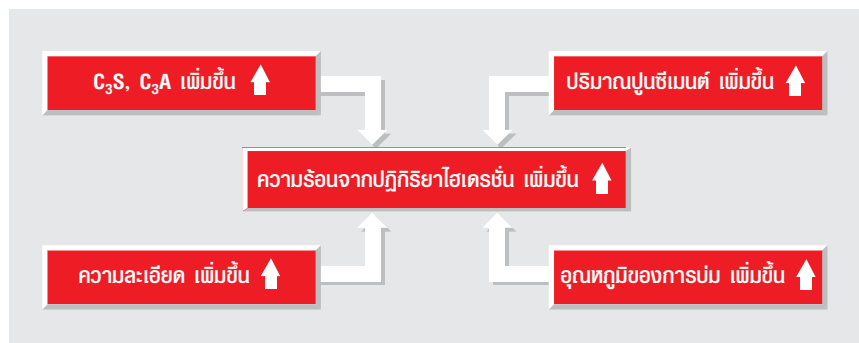 C₃S, C₃A เพิ่มขึ้น
ปริมาณปูนซีเมนต์ เพิ่มขึ้น
ความร้อนจากปฏิกิริยาไฮเดรชั่น เพิ่มขึ้น
ความละเอียด เพิ่มขึ้น
อุณหภูมิของการบ่ม เพิ่มขึ้น